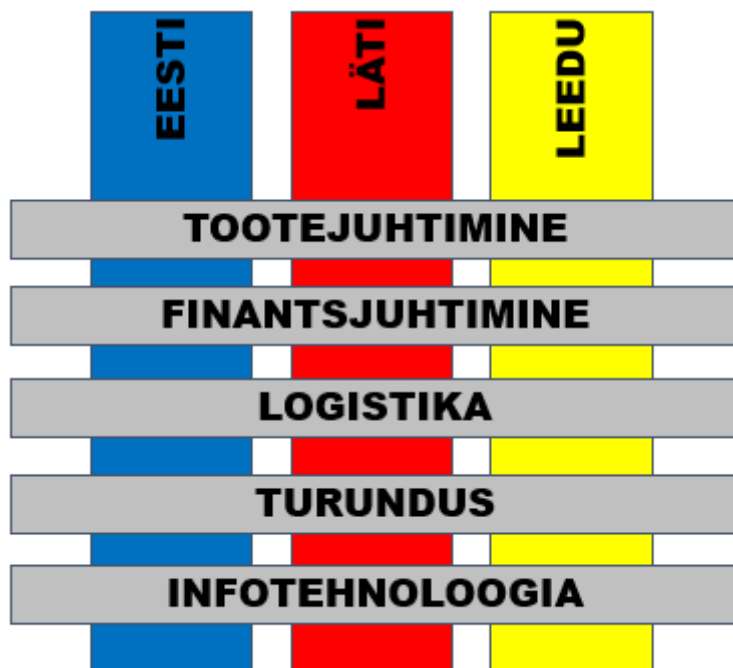 EESTI
LÄTI
LEEDU
TOOTEJUHTIMINE
FINANTSJUHTIMINE
LOGISTIKA
TURUNDUS
INFOTEHNOLOOGIA